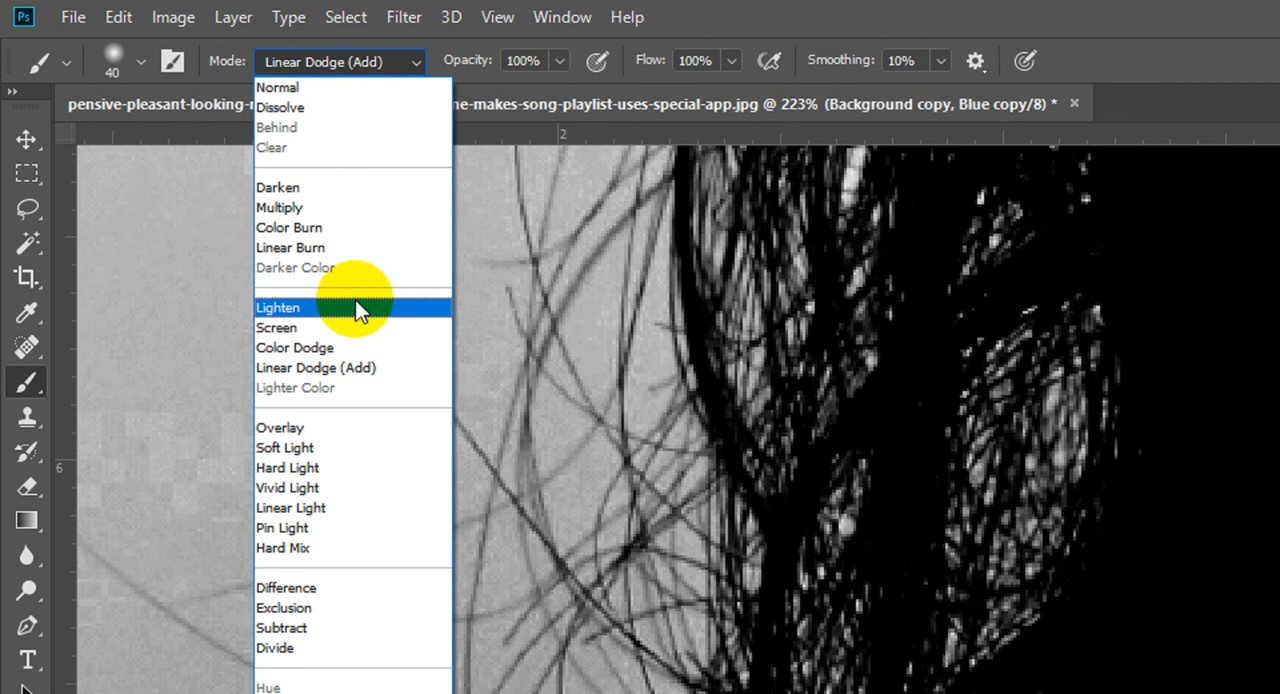 Ps File Edit Image Layer Type Select Filter 3D View Window Help
40 Mode: Linear Dodge (Add) Opacity: 100% Flow: 100% Smoothing: 10%
pensive-pleasant-looking- ne-makes-song-playlist-uses-special-app.jpg @ 223% (Background copy, Blue copy/8) * ×
2
6
Normal
Dissolve
Behind
Clear
Darken
Multiply
Color Burn
Linear Burn
Darker Color
Lighten
Screen
Color Dodge
Linear Dodge (Add)
Lighter Color
Overlay
Soft Light
Hard Light
Vivid Light
Linear Light
Pin Light
Hard Mix
Difference
Exclusion
Subtract
Divide
Hue
T